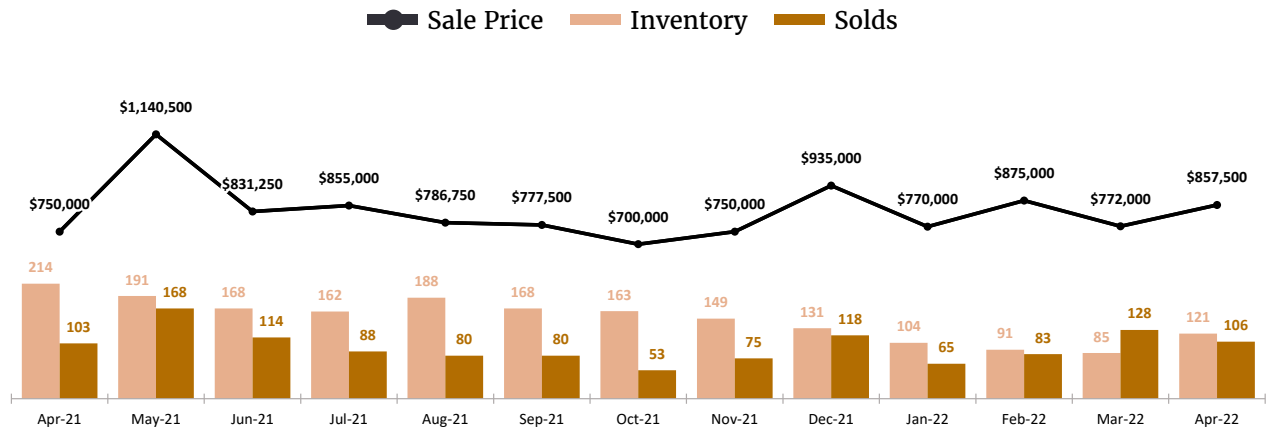 Sale Price Inventory Solds
$1,140,500
$935,000
$831,250 $855,000 $875,000 $857,500
$750,000 $786,750 $777,500 $700,000 $750,000 $770,000 $772,000
214 191 168 168 162 188 168 163 149 131 118 128 121
103 114 88 80 80 53 75 104 65 91 83 85 106
Apr-21 May-21 Jun-21 Jul-21 Aug-21 Sep-21 Oct-21 Nov-21 Dec-21 Jan-22 Feb-22 Mar-22 Apr-22